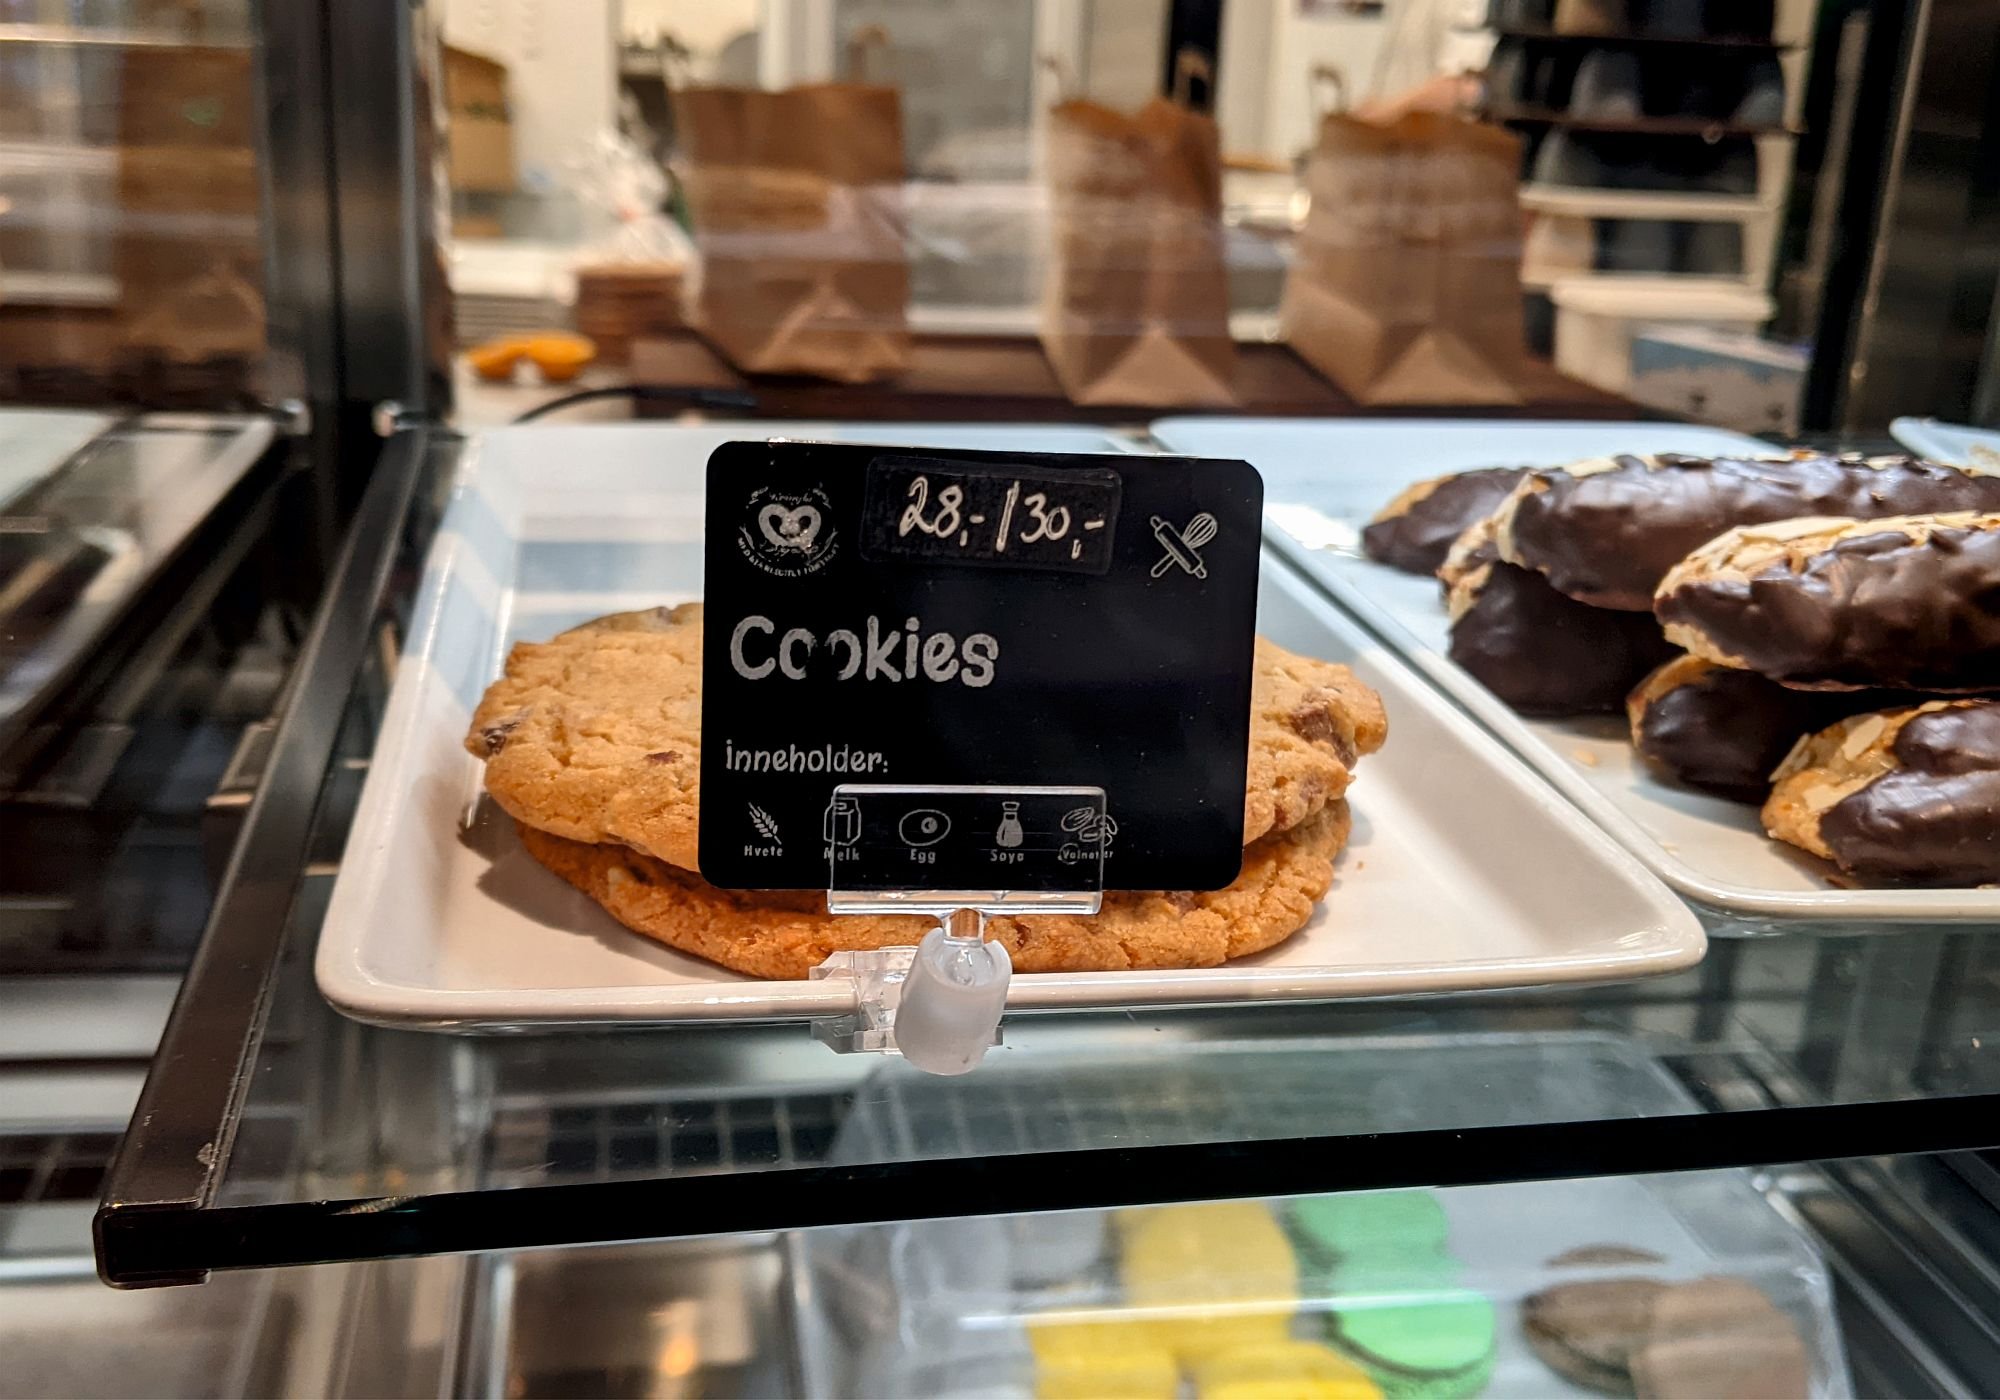 28,-/30,-
Cookies
inneholder:
Hvete Melk Egg Soya Valnøtter